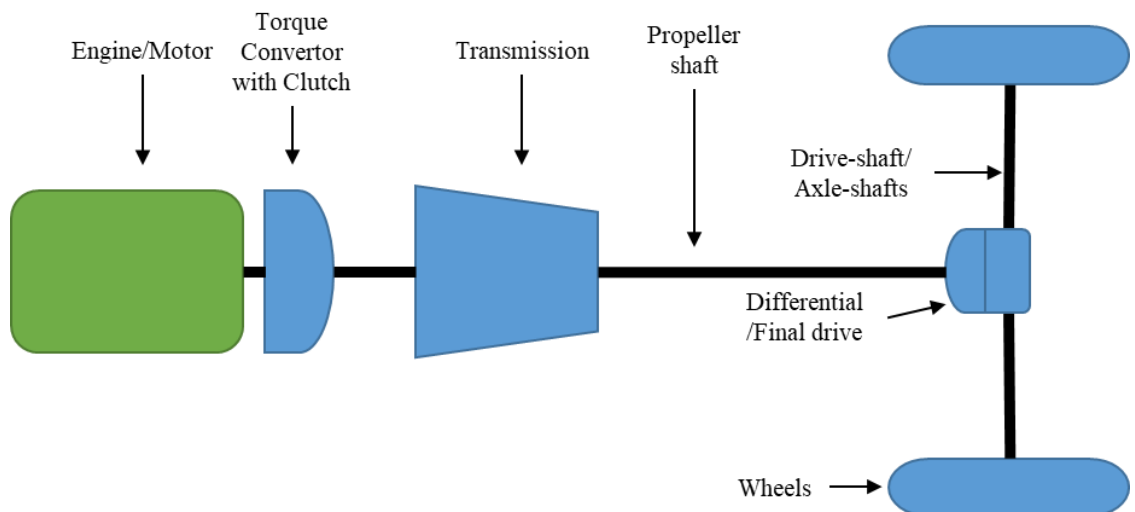 Engine/Motor
Torque
Convertor
with Clutch
Transmission
Propeller
shaft
Drive-shaft/
Axle-shafts
Differential
/Final drive
Wheels